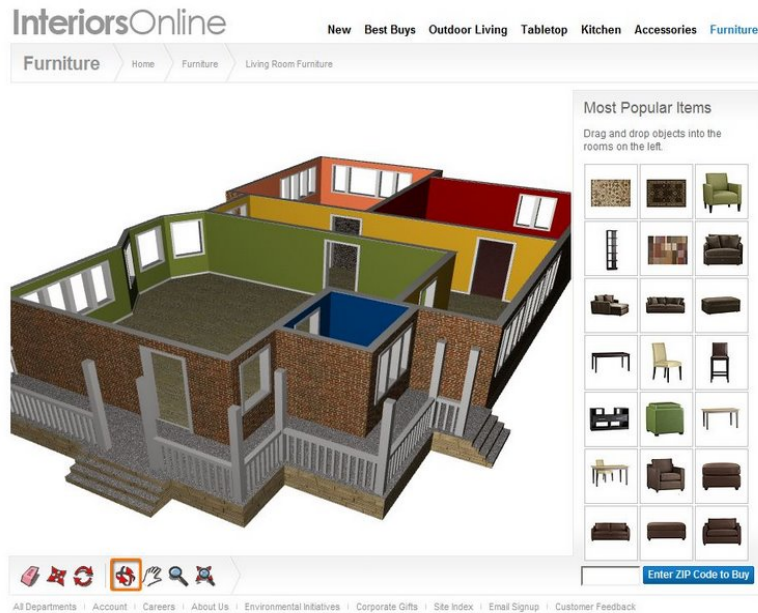 InteriorsOnline
New Best Buys Outdoor Living Tabletop Kitchen Accessories Furniture
Furniture Home Furniture Living Room Furniture
Most Popular Items
Drag and drop objects into the
rooms on the left.
Enter ZIP Code to Buy
All Departments Account Careers About Us Environmental Initiatives Corporate Gifts Site Index Email Signup Customer Feedback